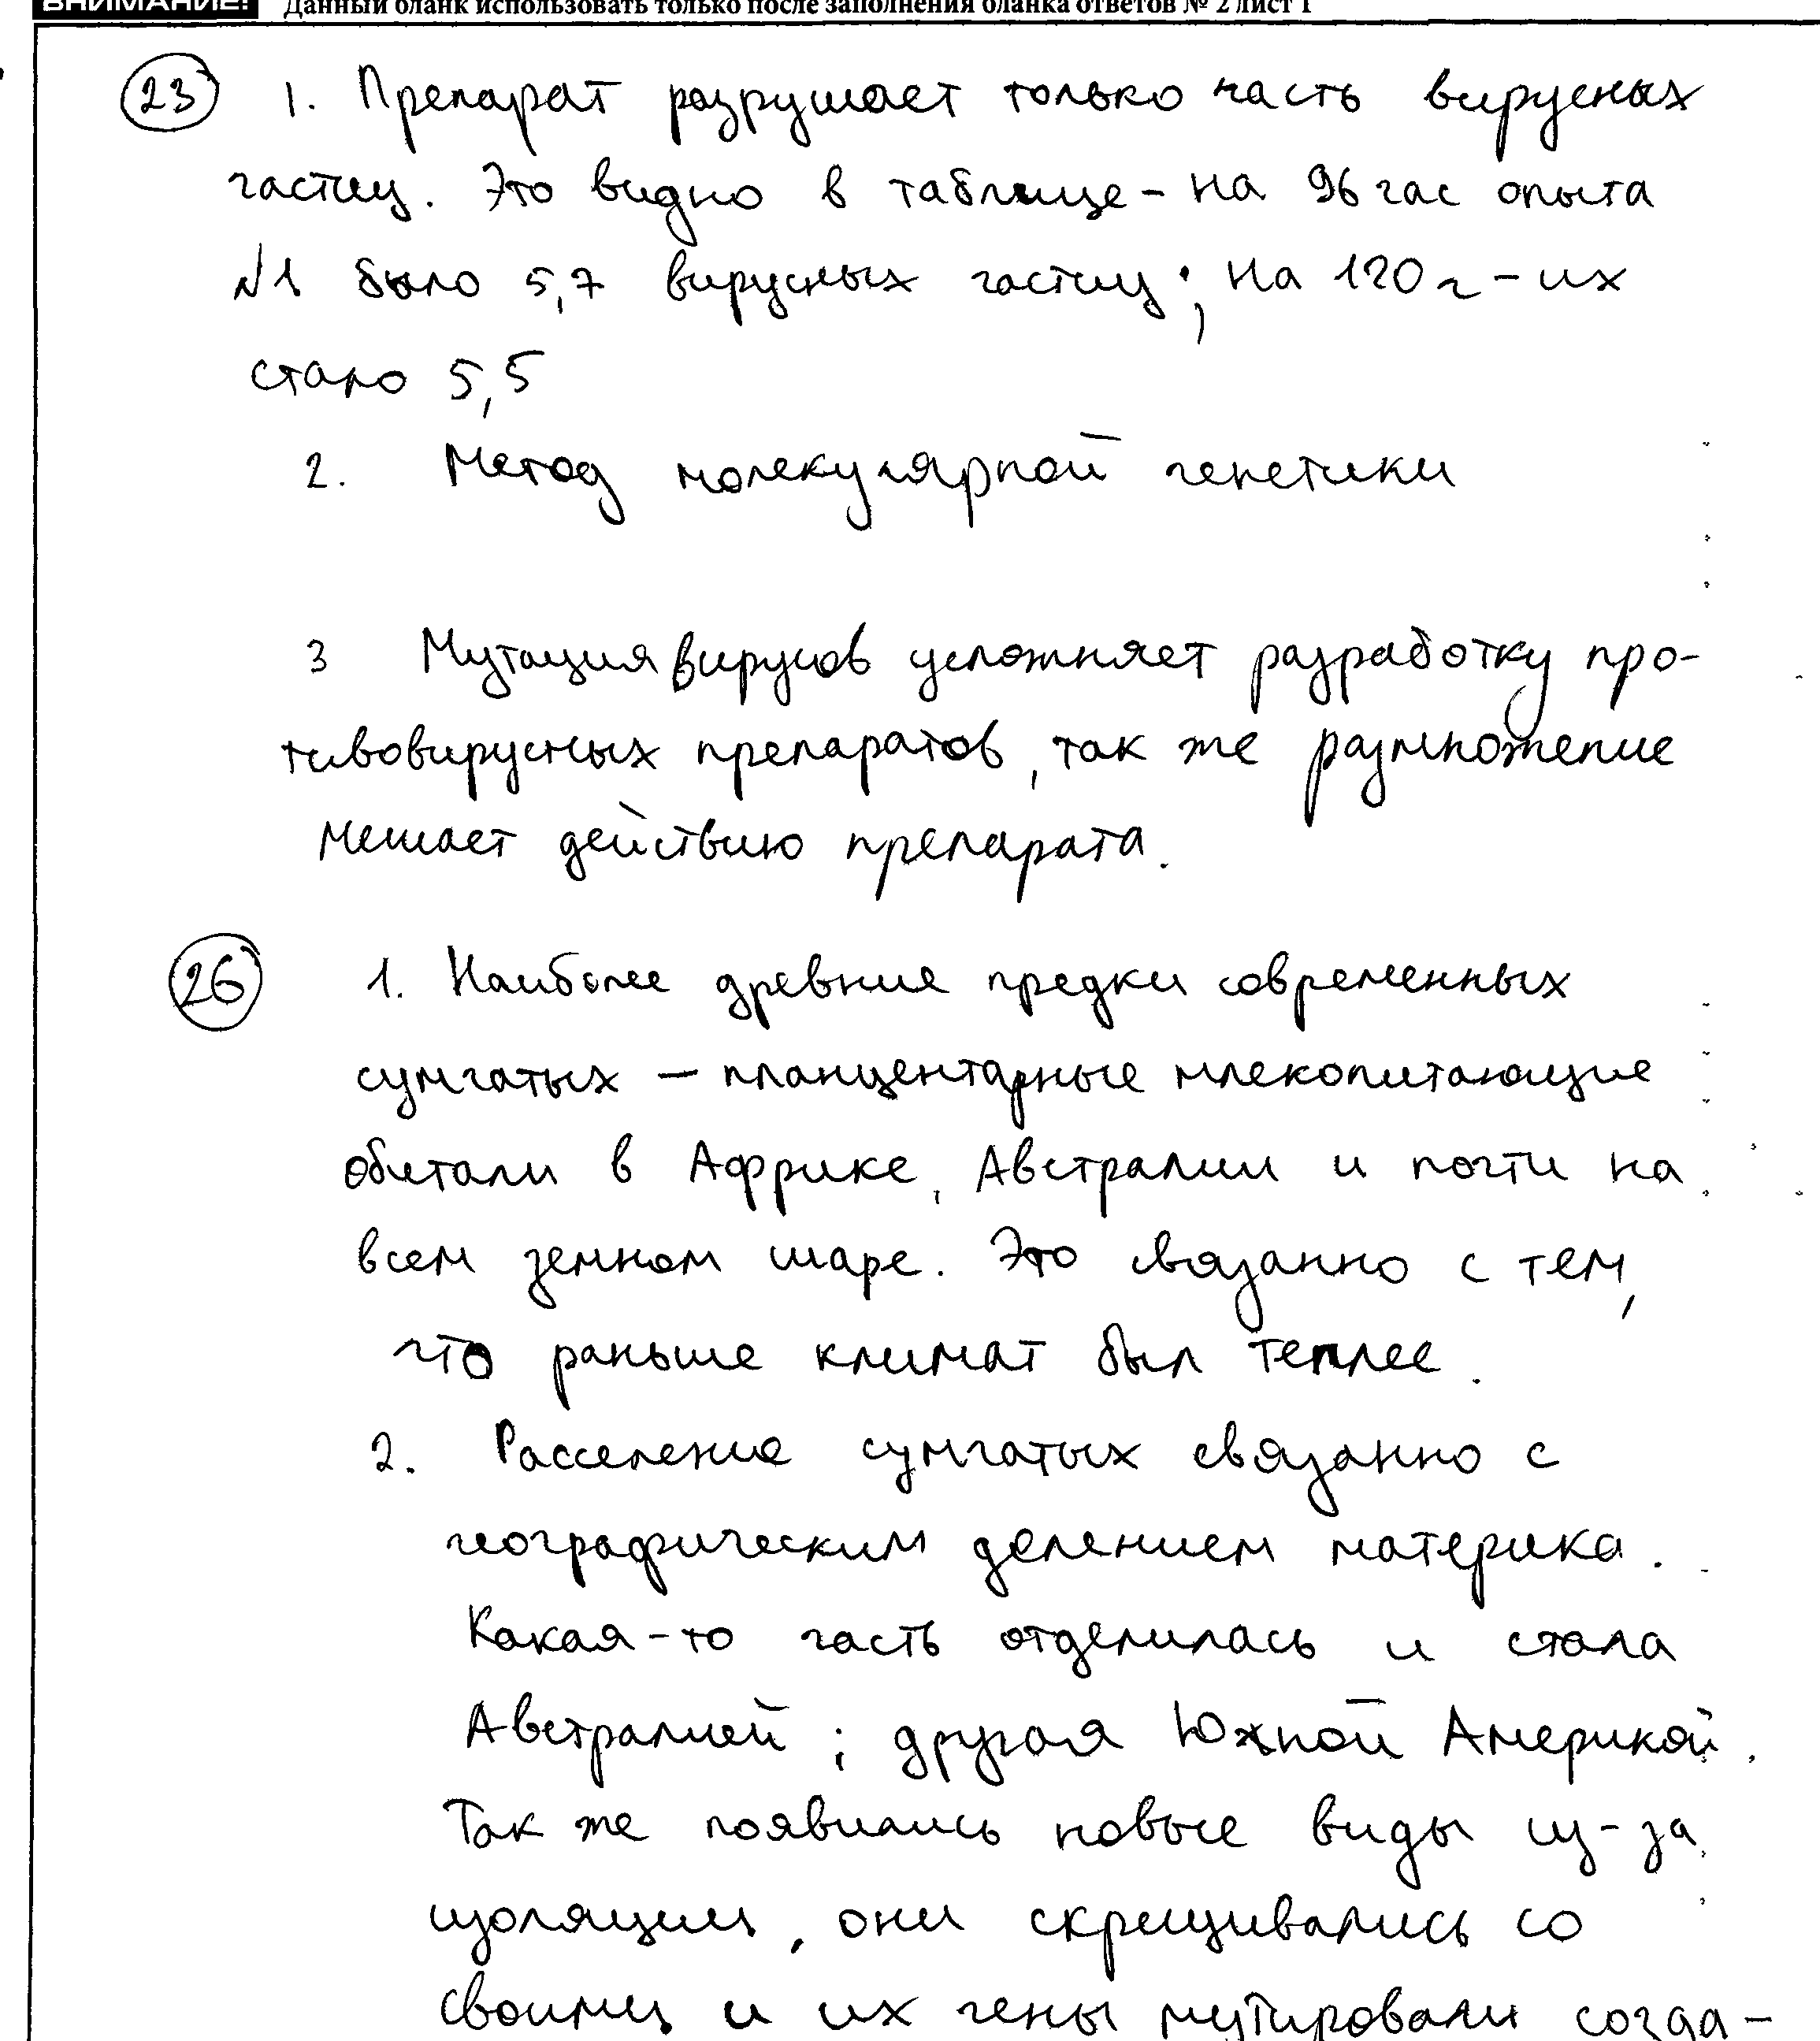 ВНИМАНИЕ! Данный бланк использовать только после заполнения бланка ответов № 2 лист 1
23 1. Препарат разрушает только часть вирусных
частиц. Это видно в таблице - на 96 час опыта
№1 было 5,7 вирусных частиц; на 120 ч - их
стало 5,5
2. Метод молекулярной генетики
3 Мутация вирусов усложняет разработку про-
тивовирусных препаратов, так же размножение
мешает действию препарата.
26 1. Наиболее древние предки современных
сумчатых — планцентарные млекопитающие
обитали в Африке, Австралии и почти на
всем земном шаре. Это связанно с тем,
что раньше климат был теплее.
2. Расселение сумчатых связанно с
географическим делением материка.
Какая-то часть отделилась и стала
Австралией; другая Южной Америкой.
Так же появились новые виды из-за
изоляции, они скрещивались со
своими и их гены мутировали созда-